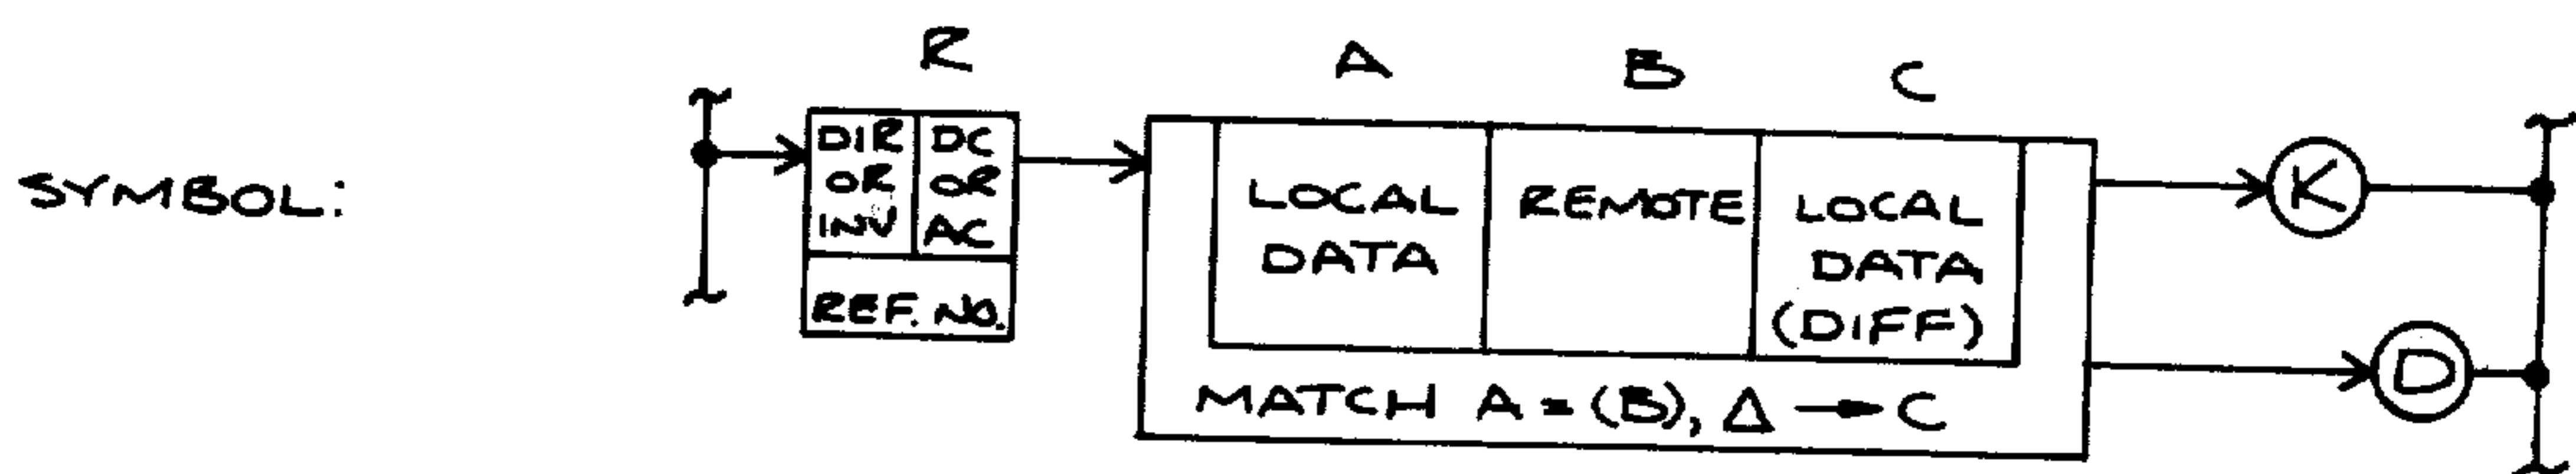 SYMBOL:
R
A B C
DIR OR INV
DC OR AC
REF. NO.
LOCAL DATA
REMOTE
LOCAL DATA (DIFF)
MATCH A = (B), Δ → C
K
D